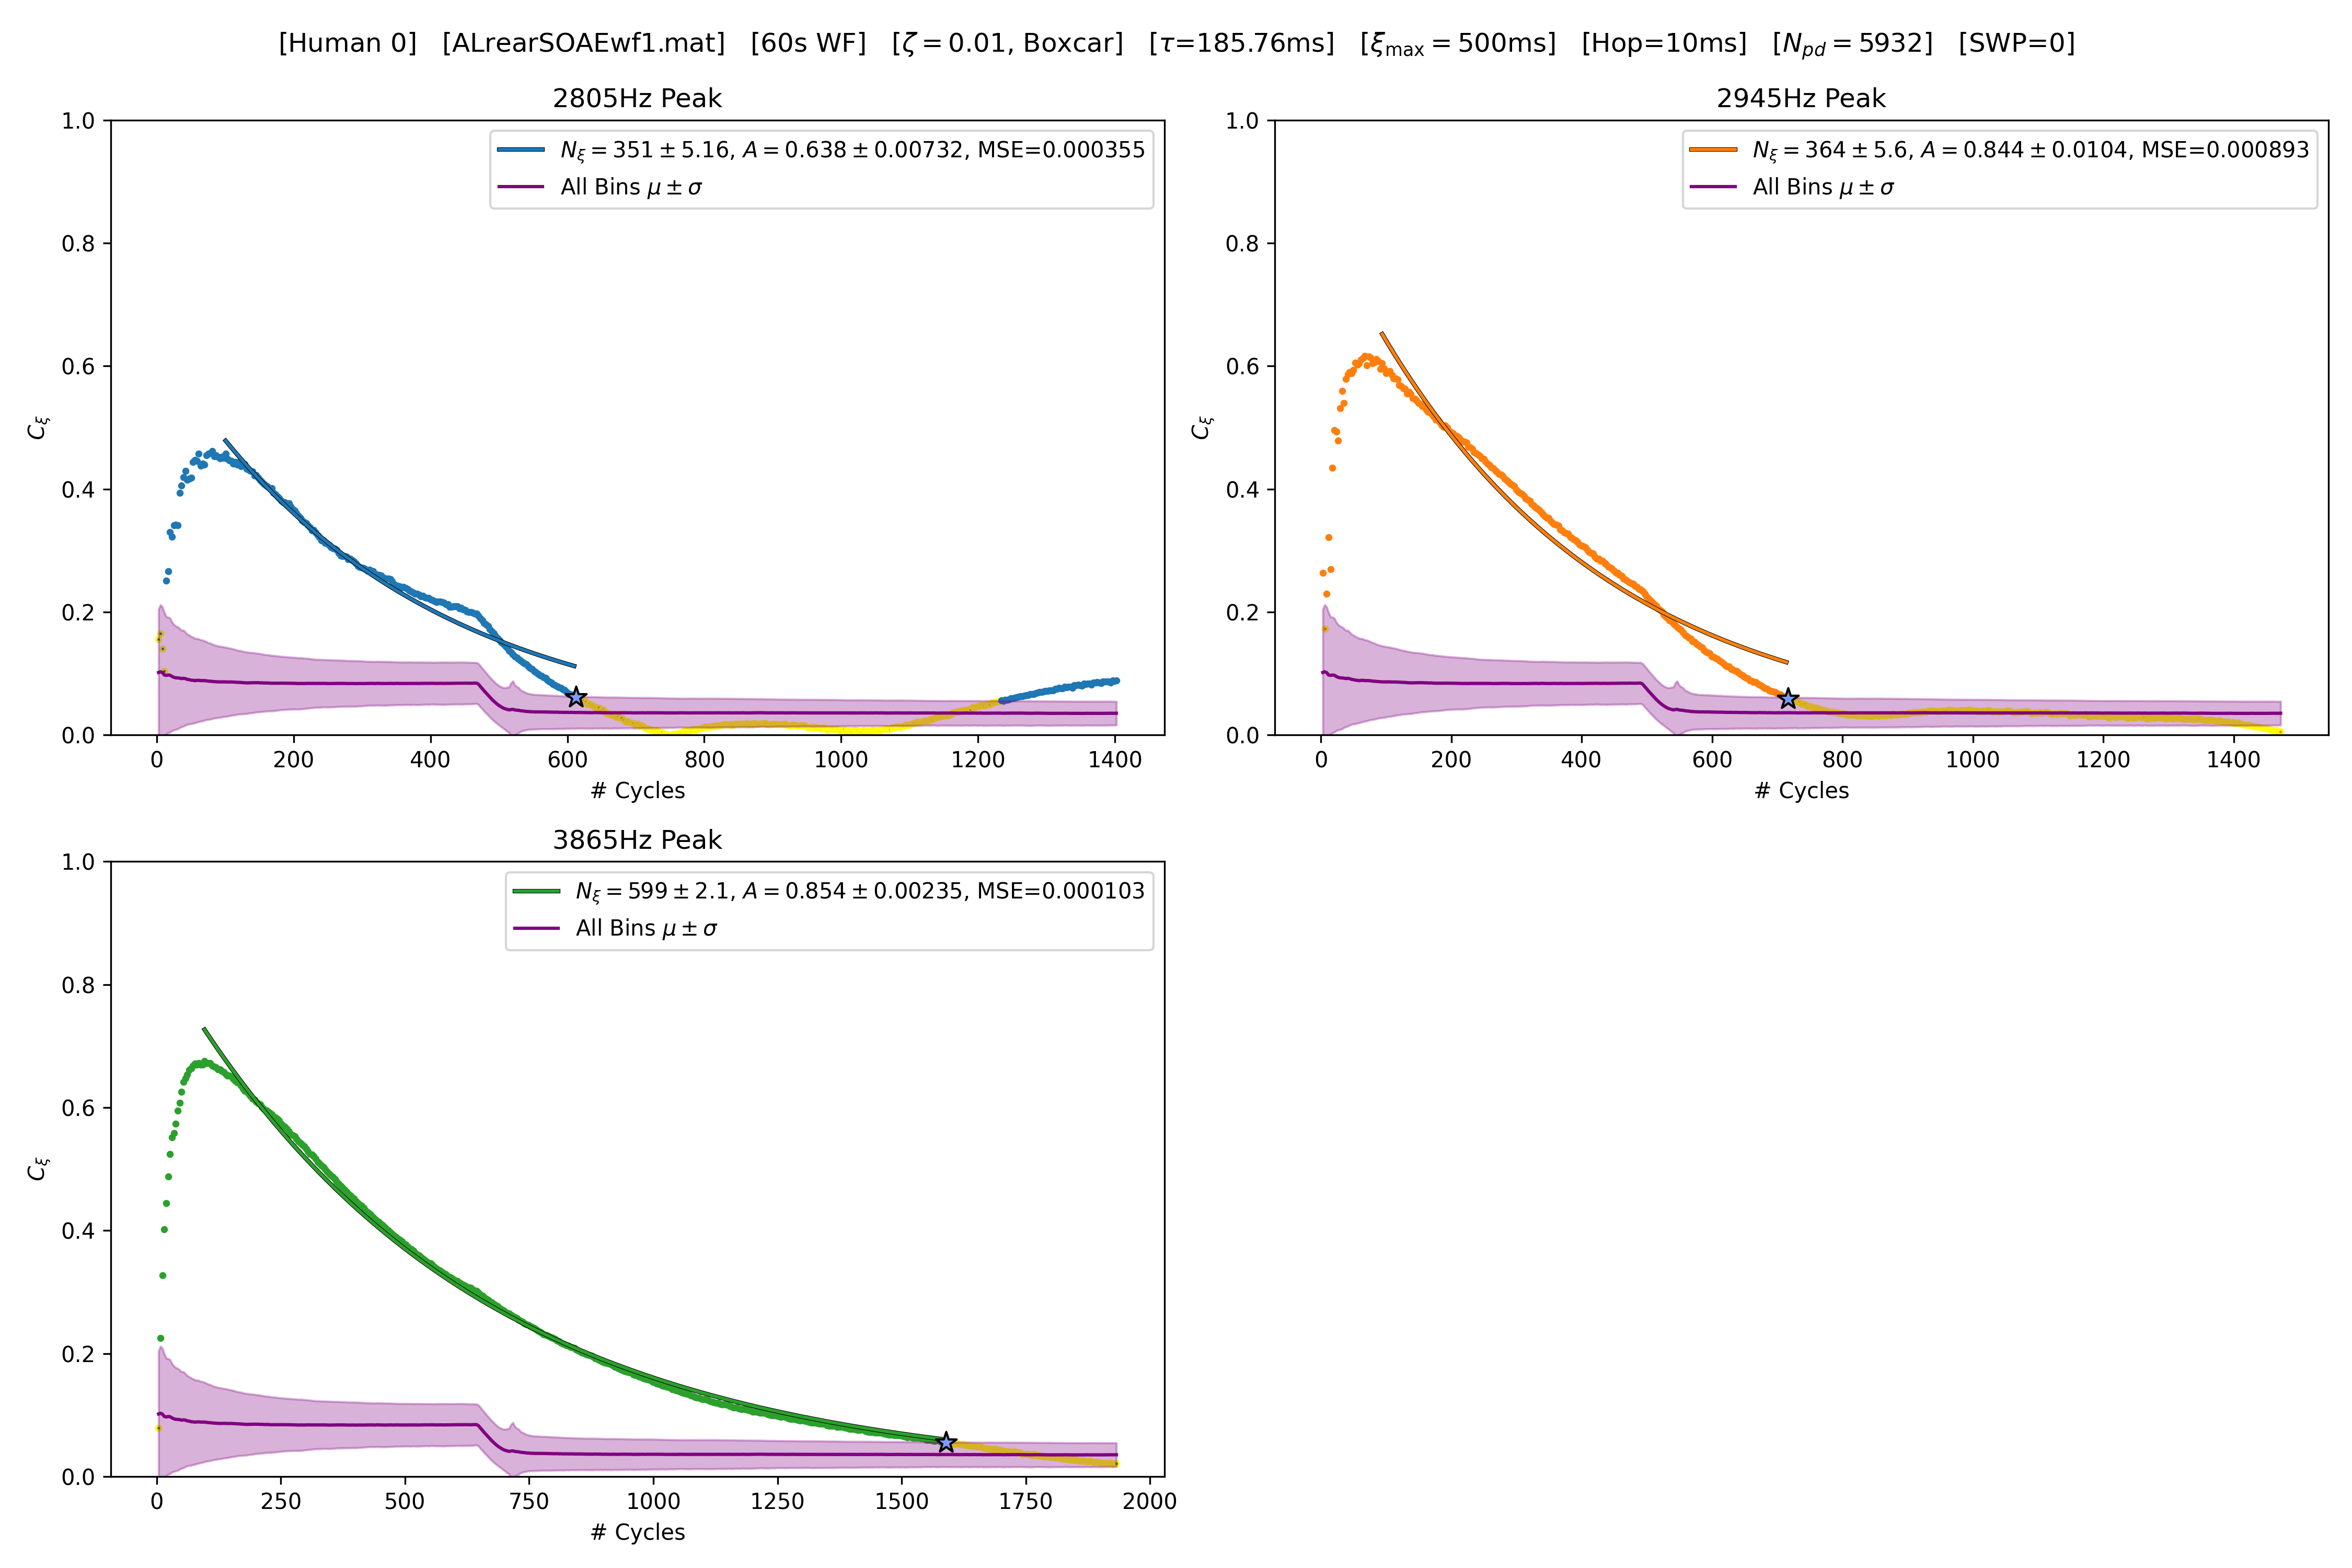 [Human 0] [ALrearSOAEwf1.mat] [60s WF] [ζ = 0.01, Boxcar] [τ=185.76ms] [ξmax = 500ms] [Hop=10ms] [Npd = 5932] [SWP=0]
2805Hz Peak
1.0
0.8
0.6
0.4
0.2
0.0
Cξ
Nξ = 351 ± 5.16, A = 0.638 ± 0.00732, MSE=0.000355
All Bins μ ± σ
0 200 400 600 800 1000 1200 1400
# Cycles
2945Hz Peak
1.0
0.8
0.6
0.4
0.2
0.0
Cξ
Nξ = 364 ± 5.6, A = 0.844 ± 0.0104, MSE=0.000893
All Bins μ ± σ
0 200 400 600 800 1000 1200 1400
# Cycles
3865Hz Peak
1.0
0.8
0.6
0.4
0.2
0.0
Cξ
Nξ = 599 ± 2.1, A = 0.854 ± 0.00235, MSE=0.000103
All Bins μ ± σ
0 250 500 750 1000 1250 1500 1750 2000
# Cycles